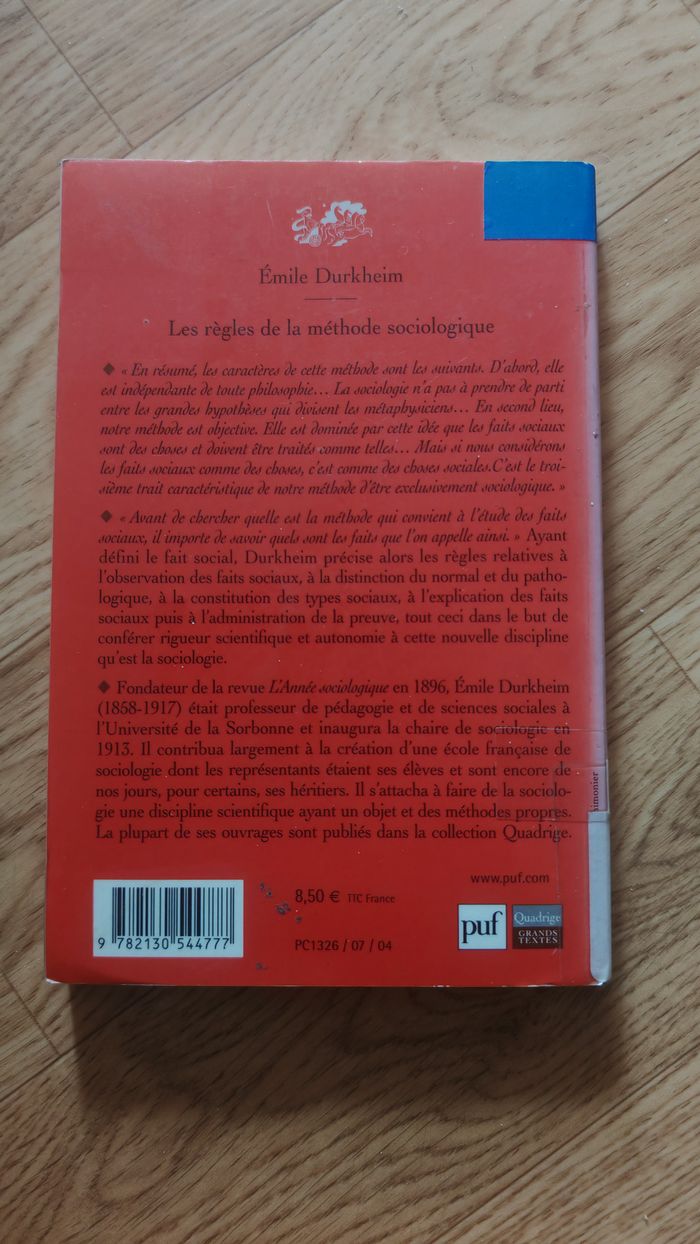 Émile Durkheim
Les règles de la méthode sociologique
◆ « En résumé, les caractères de cette méthode sont les suivants. D'abord, elle
est indépendante de toute philosophie... La sociologie n'a pas à prendre de parti
entre les grandes hypothèses qui divisent les métaphysiciens... En second lieu,
notre méthode est objective. Elle est dominée par cette idée que les faits sociaux
sont des choses et doivent être traités comme telles... Mais si nous considérons
les faits sociaux comme des choses, c'est comme des choses sociales.C'est le troi-
sième trait caractéristique de notre méthode d'être exclusivement sociologique. »
◆ « Avant de chercher quelle est la méthode qui convient à l'étude des faits
sociaux, il importe de savoir quels sont les faits que l'on appelle ainsi. » Ayant
défini le fait social, Durkheim précise alors les règles relatives à
l'observation des faits sociaux, à la distinction du normal et du patho-
logique, à la constitution des types sociaux, à l'explication des faits
sociaux puis à l'administration de la preuve, tout ceci dans le but de
conférer rigueur scientifique et autonomie à cette nouvelle discipline
qu'est la sociologie.
◆ Fondateur de la revue L'Année sociologique en 1896, Émile Durkheim
(1858-1917) était professeur de pédagogie et de sciences sociales à
l'Université de la Sorbonne et inaugura la chaire de sociologie en
1913. Il contribua largement à la création d'une école française de
sociologie dont les représentants étaient ses élèves et sont encore de
nos jours, pour certains, ses héritiers. Il s'attacha à faire de la sociolo-
gie une discipline scientifique ayant un objet et des méthodes propres.
La plupart de ses ouvrages sont publiés dans la collection Quadrige.
www.puf.com
8,50 € TTC France
9 782130 544777
PC1326 / 07 / 04
puf
Quadrige
GRANDS
TEXTES